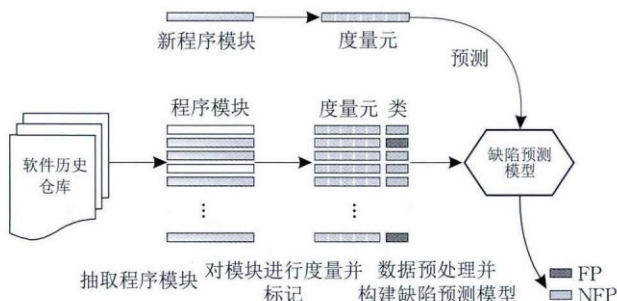 新程序模块
度量元
预测
程序模块
度量元
类
软件历史
仓库
缺陷预测
模型
抽取程序模块
对模块进行度量并
标记
数据预处理并
构建缺陷预测模型
FP
NFP